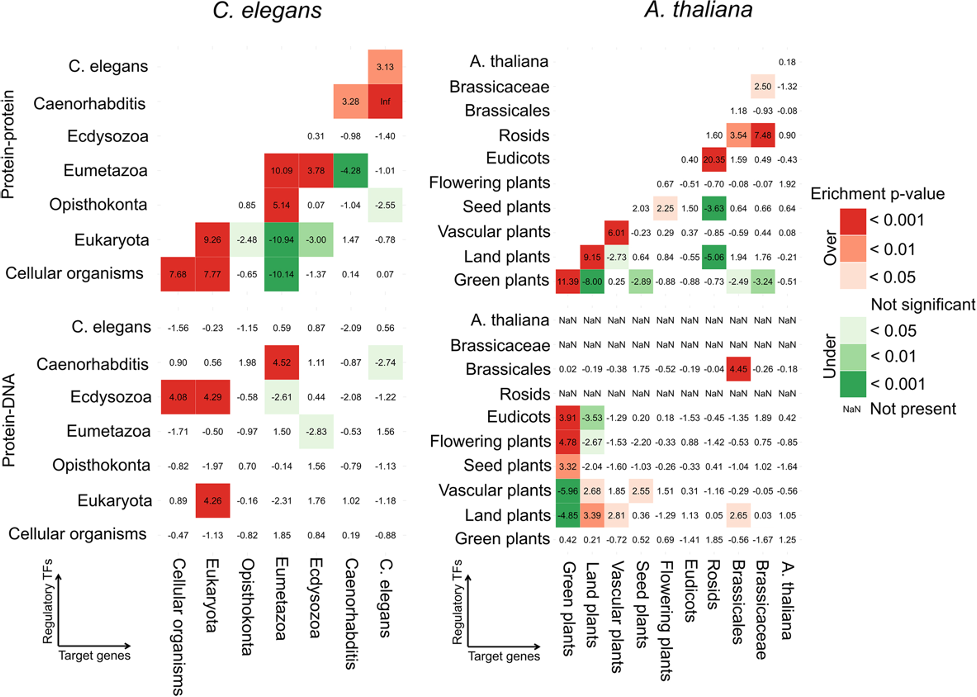 C. elegans
A. thaliana
Protein-protein
C. elegans 3.13
Caenorhabditis 3.28 Inf
Ecdysozoa 0.31 -0.98 -1.40
Eumetazoa 10.09 3.78 -4.28 -1.01
Opisthokonta 0.85 5.14 0.07 -1.04 -2.55
Eukaryota 9.26 -2.48 -10.94 -3.00 1.47 -0.78
Cellular organisms 7.68 7.77 -0.65 -10.14 -1.37 0.14 0.07
Protein-DNA
C. elegans -1.56 -0.23 -1.15 0.59 0.87 -2.09 0.56
Caenorhabditis 0.90 0.56 1.98 4.52 1.11 -0.87 -2.74
Ecdysozoa 4.08 4.29 -0.58 -2.61 0.44 -2.08 -1.22
Eumetazoa -1.71 -0.50 -0.97 1.50 -2.83 -0.53 1.56
Opisthokonta -0.82 -1.97 0.70 -0.14 1.56 -0.79 -1.13
Eukaryota 0.89 4.26 -0.16 -2.31 1.76 1.02 -1.18
Cellular organisms -0.47 -1.13 -0.82 1.85 0.84 0.19 -0.88
Cellular organisms
Eukaryota
Opisthokonta
Eumetazoa
Ecdysozoa
Caenorhabditis
C. elegans
Regulatory TFs
Target genes
A. thaliana 0.18
Brassicaceae 2.50 -1.32
Brassicales 1.18 -0.93 -0.08
Rosids 1.60 3.54 7.48 0.90
Eudicots 0.40 20.35 1.59 0.49 -0.43
Flowering plants 0.67 -0.51 -0.70 -0.08 -0.07 1.92
Seed plants 2.03 2.25 1.50 -3.63 0.64 0.66 0.64
Vascular plants 6.01 -0.23 0.29 0.37 -0.85 -0.59 0.44 0.08
Land plants 9.15 -2.73 0.64 0.84 -0.55 -5.06 1.94 1.76 -0.21
Green plants 11.39 -8.00 0.25 -2.89 -0.88 -0.88 -0.73 -2.49 -3.24 -0.51
A. thaliana NaN NaN NaN NaN NaN NaN NaN NaN NaN NaN
Brassicaceae NaN NaN NaN NaN NaN NaN NaN NaN NaN NaN
Brassicales 0.02 -0.19 -0.38 1.75 -0.52 -0.19 -0.04 4.45 -0.26 -0.18
Rosids NaN NaN NaN NaN NaN NaN NaN NaN NaN NaN
Eudicots 3.91 -3.53 -1.29 0.20 0.18 -1.53 -0.45 -1.35 1.89 0.42
Flowering plants 4.78 -2.67 -1.53 -2.20 -0.33 0.88 -1.42 -0.53 0.75 -0.85
Seed plants 3.32 -2.04 -1.60 -1.03 -0.26 -0.33 0.41 -1.04 1.02 -1.64
Vascular plants -5.96 2.68 1.85 2.55 1.51 0.31 -1.16 -0.29 -0.05 -0.56
Land plants -4.85 3.39 2.81 0.36 -1.29 1.13 0.05 2.65 0.03 1.05
Green plants 0.42 0.21 -0.72 0.52 0.69 -1.41 1.85 -0.56 -1.67 1.25
Green plants
Land plants
Vascular plants
Seed plants
Flowering plants
Eudicots
Rosids
Brassicales
Brassicaceae
A. thaliana
Regulatory TFs
Target genes
Erichment p-value
Over
< 0.001
< 0.01
< 0.05
Not significant
Under
< 0.05
< 0.01
< 0.001
NaN Not present